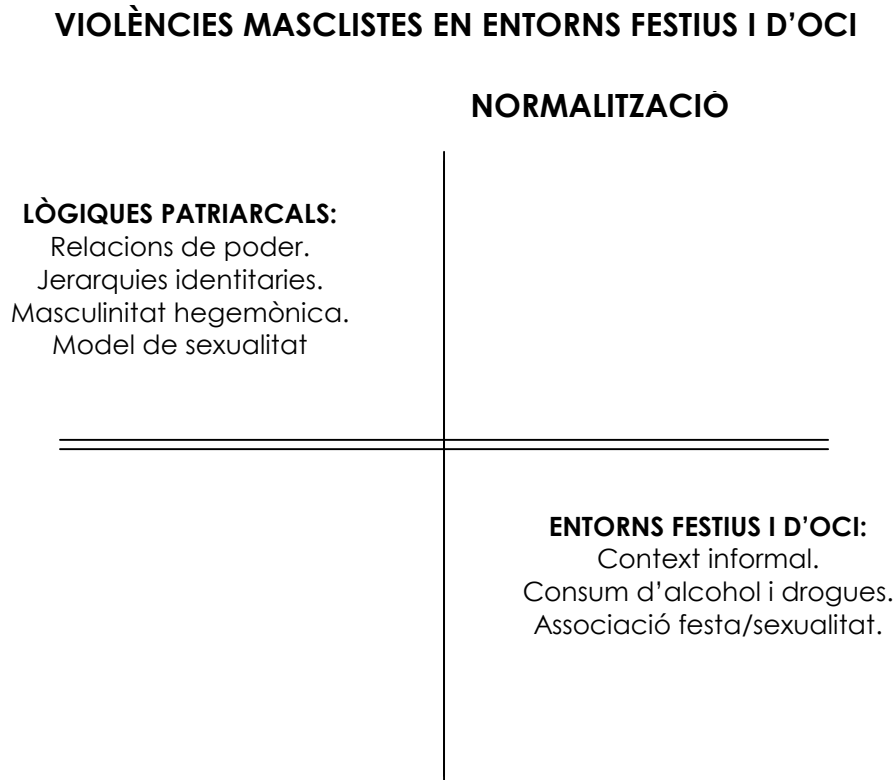 VIOLÈNCIES MASCLISTES EN ENTORNS FESTIUS I D’OCI
NORMALITZACIÓ
LÒGIQUES PATRIARCALS:
Relacions de poder.
Jerarquies identitaries.
Masculinitat hegemònica.
Model de sexualitat
ENTORNS FESTIUS I D’OCI:
Context informal.
Consum d’alcohol i drogues.
Associació festa/sexualitat.